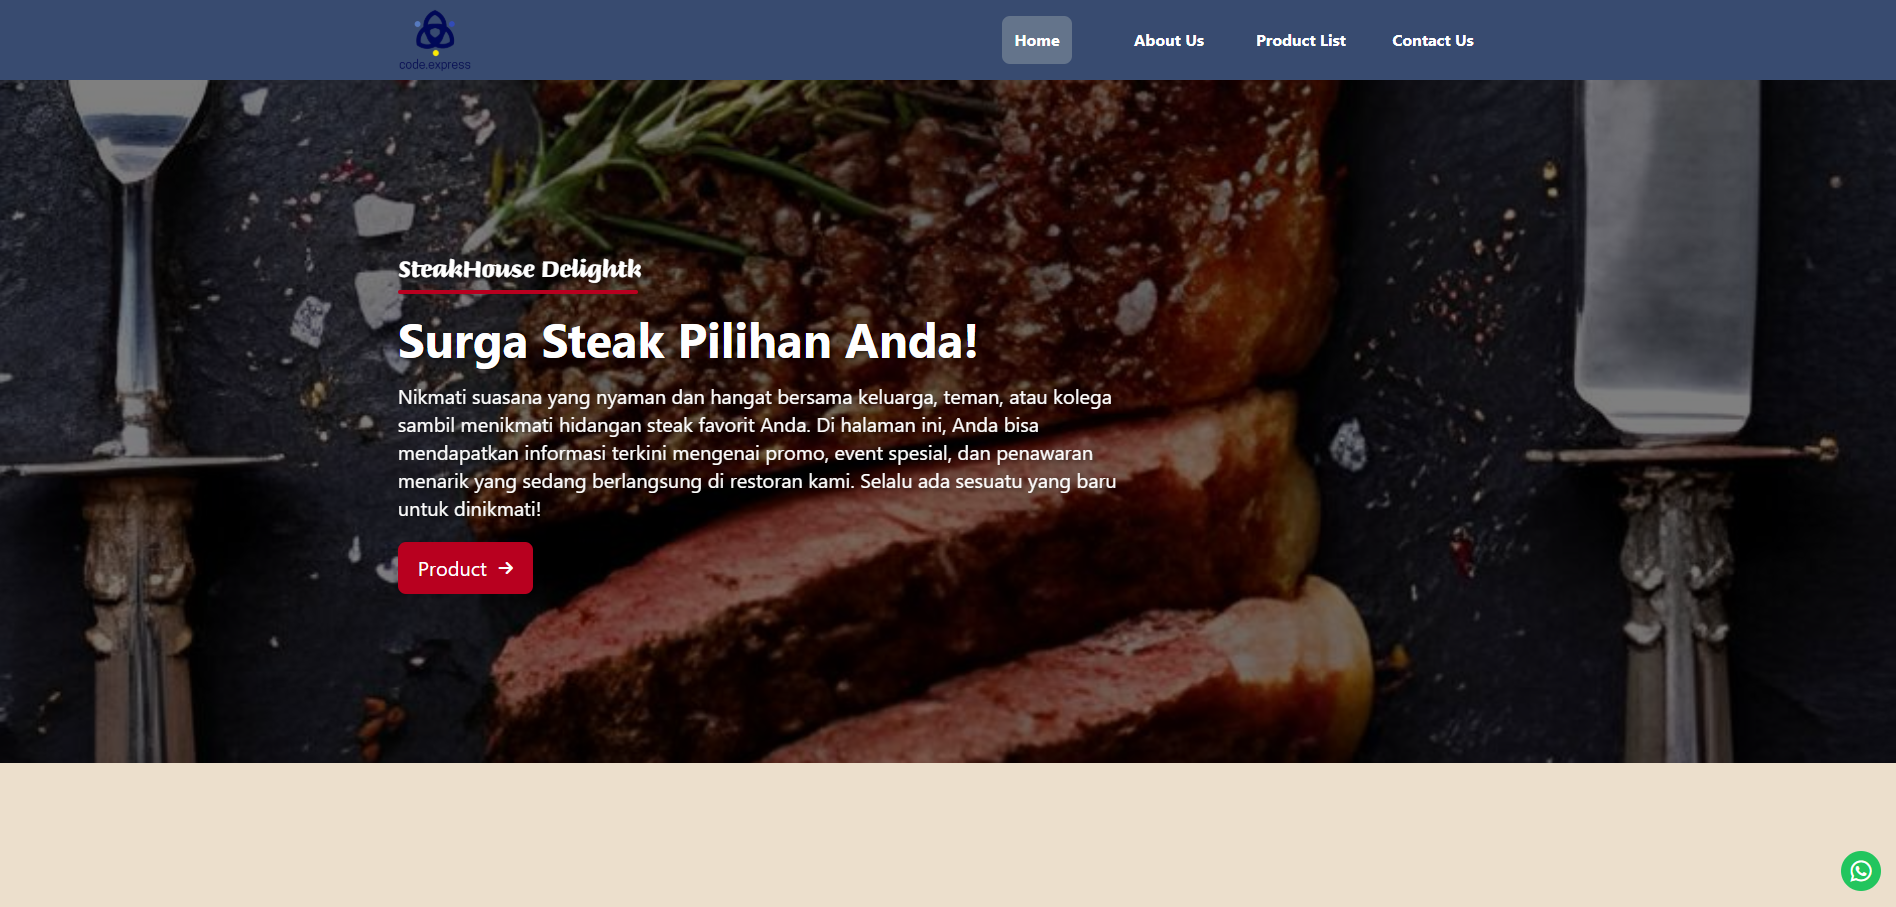 code.express
Home
About Us
Product List
Contact Us
SteakHouse Delightk
Surga Steak Pilihan Anda!
Nikmati suasana yang nyaman dan hangat bersama keluarga, teman, atau kolega
sambil menikmati hidangan steak favorit Anda. Di halaman ini, Anda bisa
mendapatkan informasi terkini mengenai promo, event spesial, dan penawaran
menarik yang sedang berlangsung di restoran kami. Selalu ada sesuatu yang baru
untuk dinikmati!
Product →